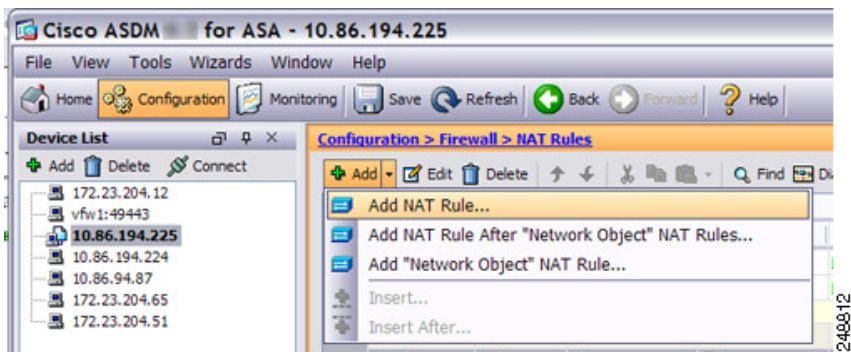 Cisco ASDM for ASA - 10.86.194.225
File View Tools Wizards Window Help
Home Configuration Monitoring Save Refresh Back Forward Help
Device List
Add Delete Connect
172.23.204.12
vfw1:49443
10.86.194.225
10.86.194.224
10.86.94.87
172.23.204.65
172.23.204.51
Configuration > Firewall > NAT Rules
Add Edit Delete Find Di
Add NAT Rule...
Add NAT Rule After "Network Object" NAT Rules...
Add "Network Object" NAT Rule...
Insert...
Insert After...
248812